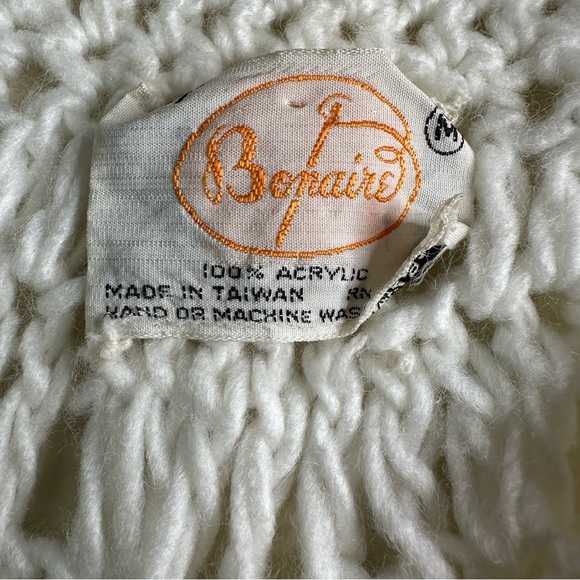 Bonaire
100% ACRYLIC
MADE IN TAIWAN RN
HAND OR MACHINE WAS
M